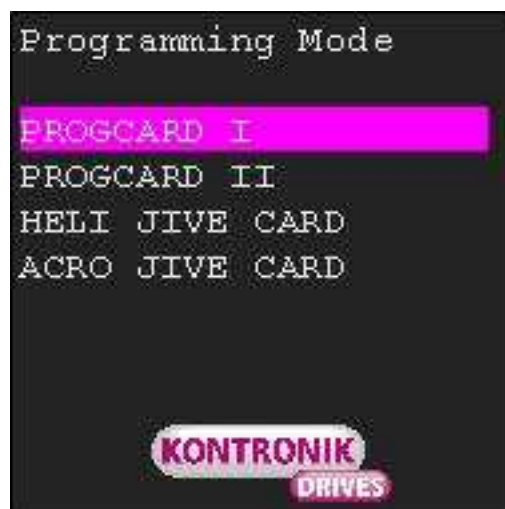 Programming Mode
PROGCARD I
PROGCARD II
HELI JIVE CARD
ACRO JIVE CARD
KONTRONIK
DRIVES